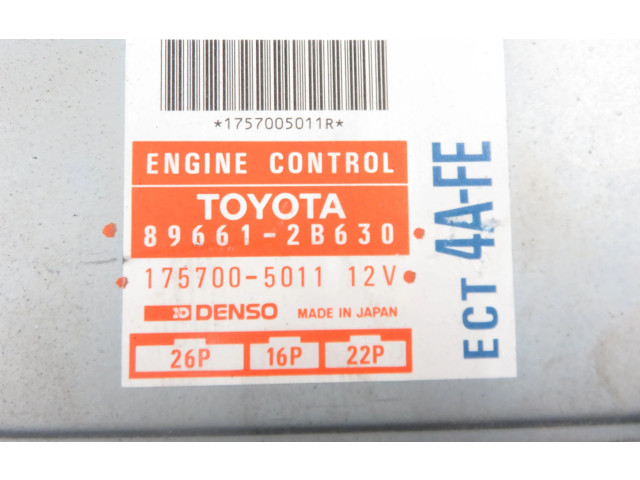 *1757005011R*
ENGINE CONTROL
TOYOTA
89661-2B630
175700-5011 12V
DENSO MADE IN JAPAN
26P 16P 22P
ECT 4A-FE